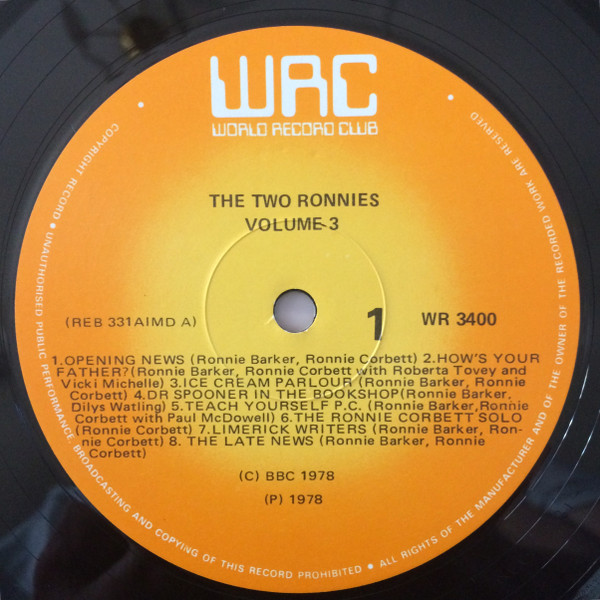 WRC
WORLD RECORD CLUB
THE TWO RONNIES
VOLUME 3
(REB 331AIMD A)
1
WR 3400
1.OPENING NEWS (Ronnie Barker, Ronnie Corbett) 2.HOW'S YOUR
FATHER?(Ronnie Barker, Ronnie Corbett with Roberta Tovey and
Vicki Michelle) 3.ICE CREAM PARLOUR (Ronnie Barker, Ronnie
Corbett) 4.DR SPOONER IN THE BOOKSHOP(Ronnie Barker,
Dilys Watling) 5.TEACH YOURSELF P.C. (Ronnie Barker,Ronnie
Corbett with Paul McDowell) 6.THE RONNIE CORBETT SOLO
(Ronnie Corbett) 7.LIMERICK WRITERS (Ronnie Barker, Ron-
nie Corbett) 8. THE LATE NEWS (Ronnie Barker, Ronnie
Corbett)
(C) BBC 1978
(P) 1978
COPYRIGHT RECORD • UNAUTHORISED PUBLIC PERFORMANCE, BROADCASTING AND COPYING OF THIS RECORD PROHIBITED • ALL RIGHTS OF THE MANUFACTURER AND OF THE OWNER OF THE RECORDED WORK ARE RESERVED